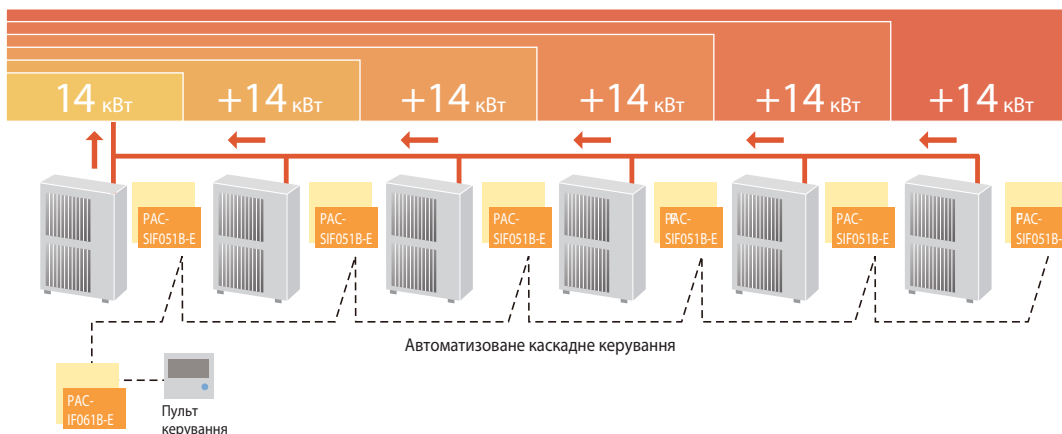 14 кВт
+14 кВт
+14 кВт
+14 кВт
+14 кВт
+14 кВт
PAC-
SIF051B-E
PAC-
SIF051B-E
PAC-
SIF051B-E
PAC-
SIF051B-E
PAC-
SIF051B-E
PAC-
SIF051B-
Автоматизоване каскадне керування
PAC-
IF061B-E
Пульт
керування